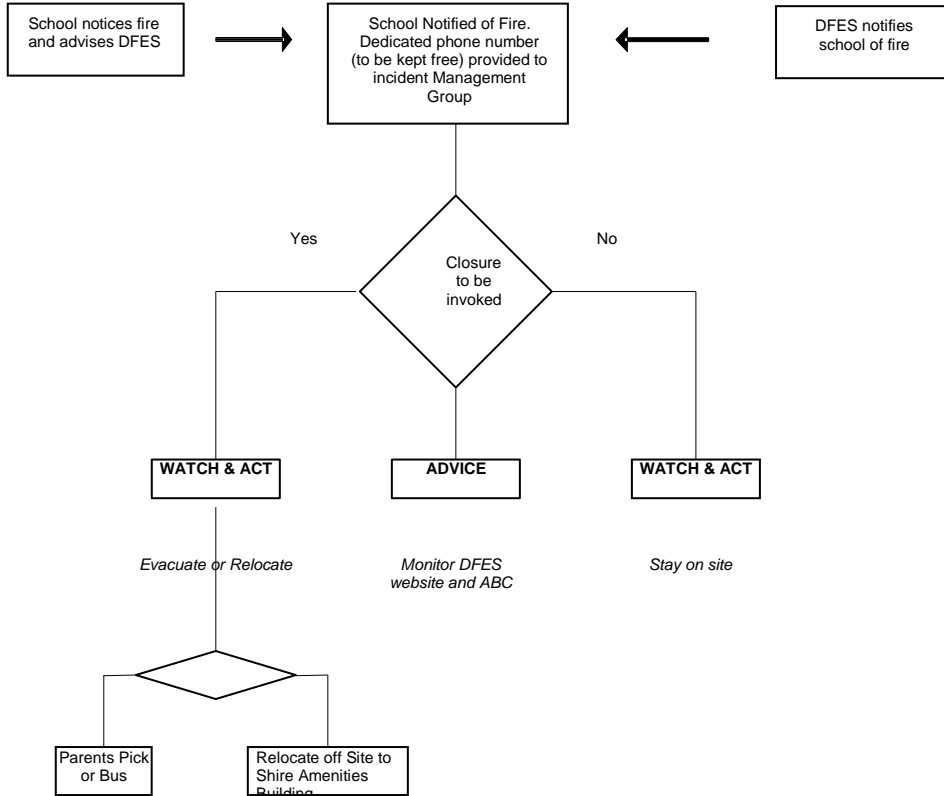 School notices fire
and advises DFES
School Notified of Fire.
Dedicated phone number
(to be kept free) provided to
incident Management
Group
DFES notifies
school of fire
Yes
No
Closure
to be
invoked
WATCH & ACT
ADVICE
WATCH & ACT
Evacuate or Relocate
Monitor DFES
website and ABC
Stay on site
Parents Pick
or Bus
Relocate off Site to
Shire Amenities
Building